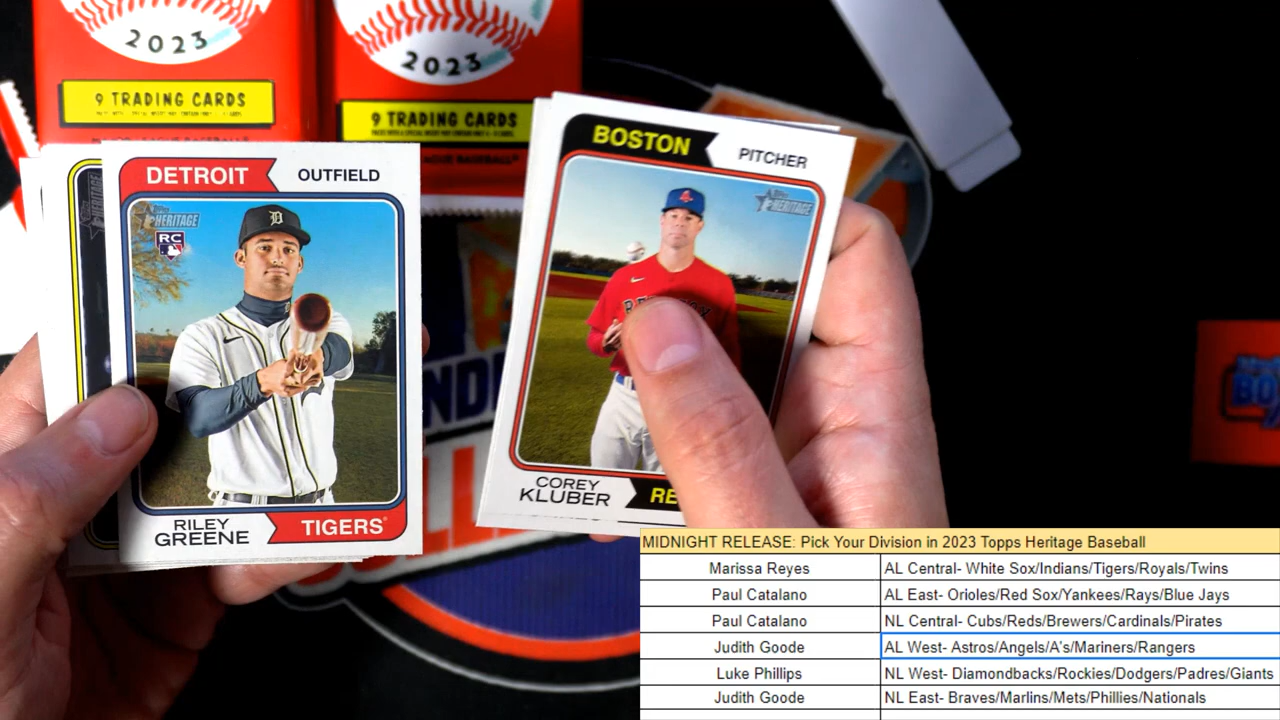 2023
2023
9 TRADING CARDS
9 TRADING CARDS
DETROIT
OUTFIELD
HERITAGE
RC
RILEY
GREENE
TIGERS
BOSTON
PITCHER
Topps
HERITAGE
COREY
KLUBER
RE
MIDNIGHT RELEASE: Pick Your Division in 2023 Topps Heritage Baseball
Marissa Reyes AL Central- White Sox/Indians/Tigers/Royals/Twins
Paul Catalano AL East- Orioles/Red Sox/Yankees/Rays/Blue Jays
Paul Catalano NL Central- Cubs/Reds/Brewers/Cardinals/Pirates
Judith Goode AL West- Astros/Angels/A's/Mariners/Rangers
Luke Phillips NL West- Diamondbacks/Rockies/Dodgers/Padres/Giants
Judith Goode NL East- Braves/Marlins/Mets/Phillies/Nationals